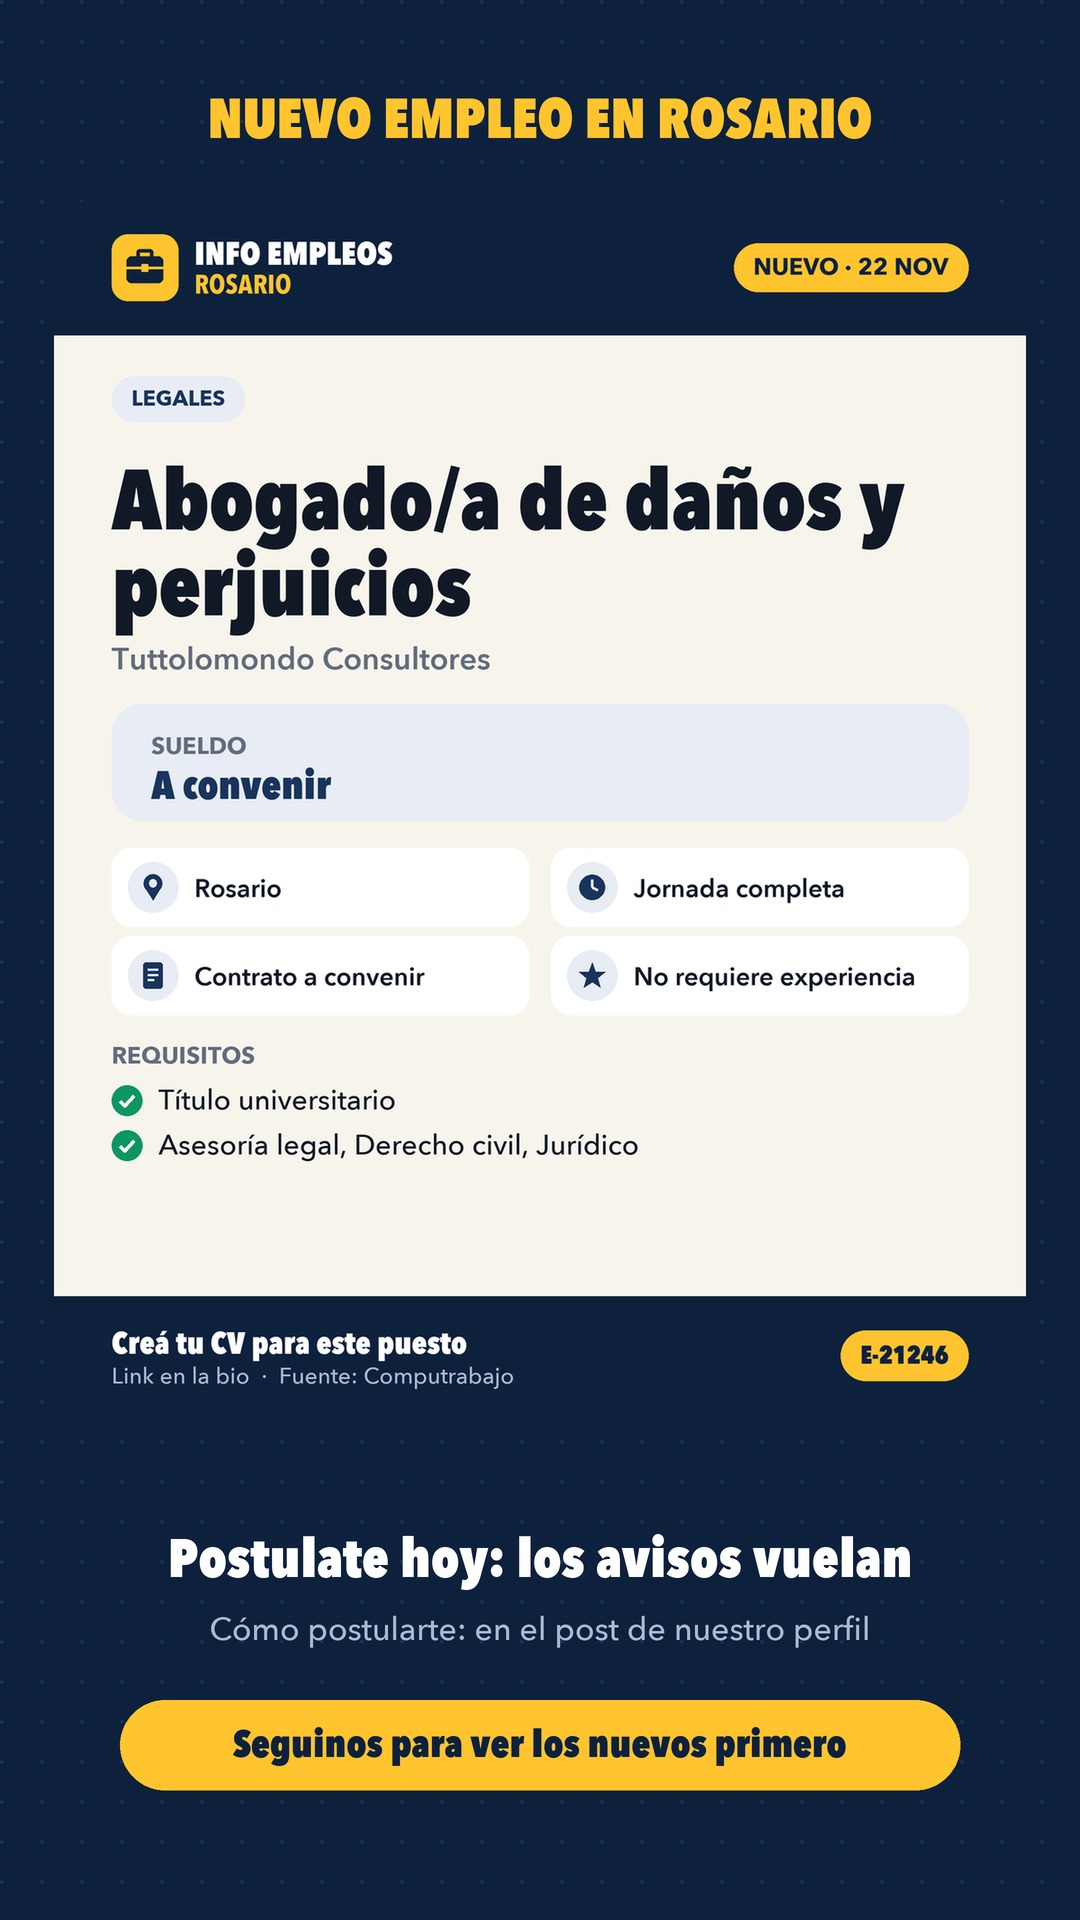 NUEVO EMPLEO EN ROSARIO
INFO EMPLEOS
ROSARIO
NUEVO · 22 NOV
LEGALES
Abogado/a de daños y
perjuicios
Tuttolomondo Consultores
SUELDO
A convenir
Rosario
Jornada completa
Contrato a convenir
No requiere experiencia
REQUISITOS
Título universitario
Asesoría legal, Derecho civil, Jurídico
Creá tu CV para este puesto
Link en la bio · Fuente: Computrabajo
E-21246
Postulate hoy: los avisos vuelan
Cómo postularte: en el post de nuestro perfil
Seguinos para ver los nuevos primero